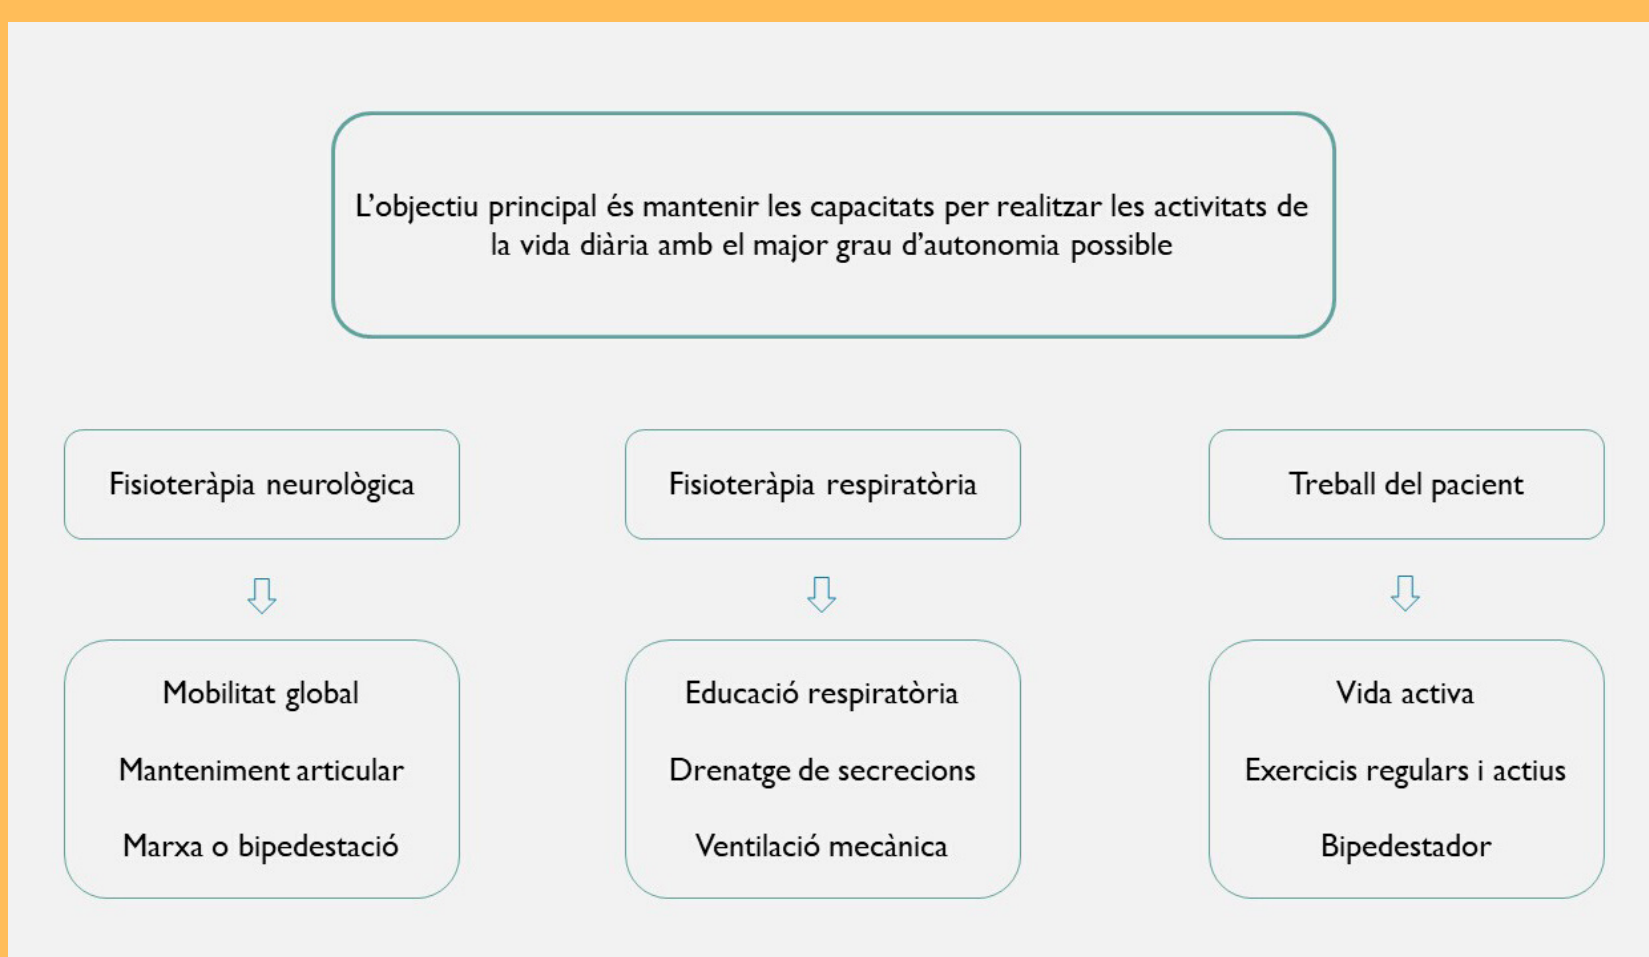 L'objectiu principal és mantenir les capacitats per realitzar les activitats de
la vida diària amb el major grau d'autonomia possible
Fisioteràpia neurològica
Fisioteràpia respiratòria
Treball del pacient
Mobilitat global
Manteniment articular
Marxa o bipedestació
Educació respiratòria
Drenatge de secrecions
Ventilació mecànica
Vida activa
Exercicis regulars i actius
Bipedestador